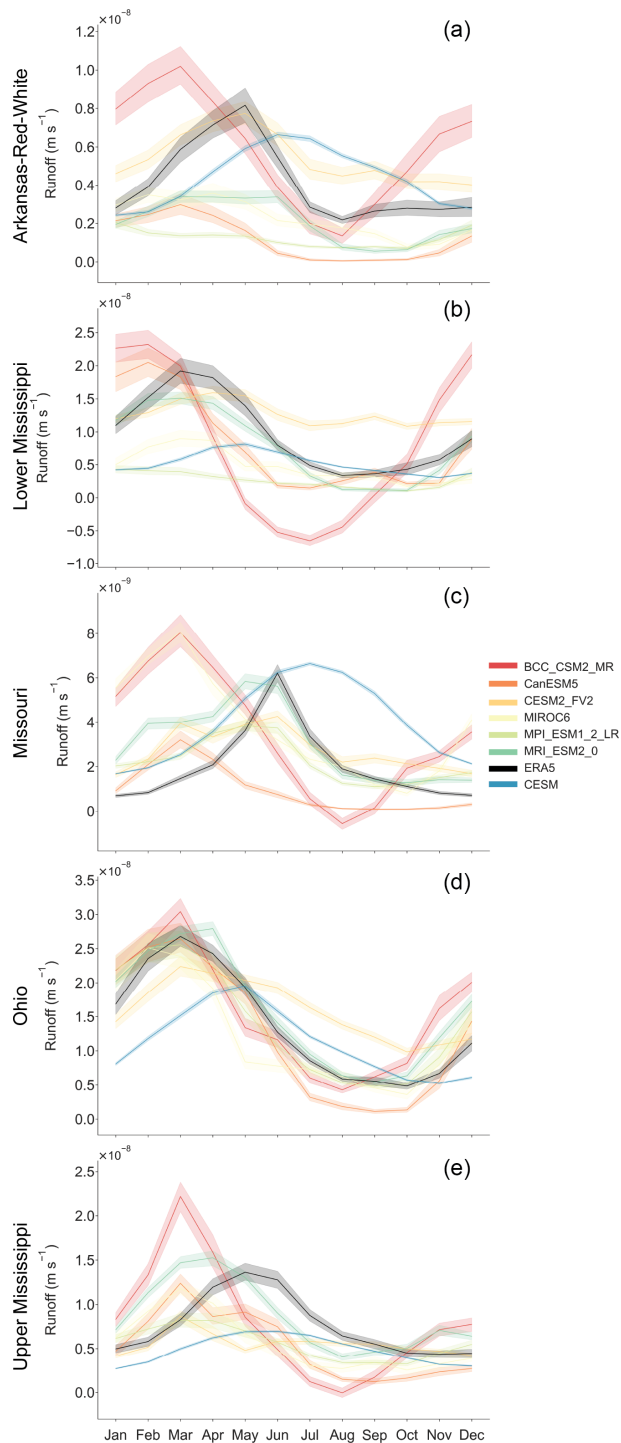 ×10⁻⁸
(a)
Arkansas-Red-White
Runoff (m s⁻¹)
1.2
1.0
0.8
0.6
0.4
0.2
0.0
×10⁻⁸
(b)
Lower Mississippi
Runoff (m s⁻¹)
2.5
2.0
1.5
1.0
0.5
0.0
−0.5
−1.0
×10⁻⁹
(c)
Missouri
Runoff (m s⁻¹)
8
6
4
2
0
BCC_CSM2_MR
CanESM5
CESM2_FV2
MIROC6
MPI_ESM1_2_LR
MRI_ESM2_0
ERA5
CESM
×10⁻⁸
(d)
Ohio
Runoff (m s⁻¹)
3.5
3.0
2.5
2.0
1.5
1.0
0.5
0.0
×10⁻⁸
(e)
Upper Mississippi
Runoff (m s⁻¹)
2.5
2.0
1.5
1.0
0.5
0.0
Jan Feb Mar Apr May Jun Jul Aug Sep Oct Nov Dec